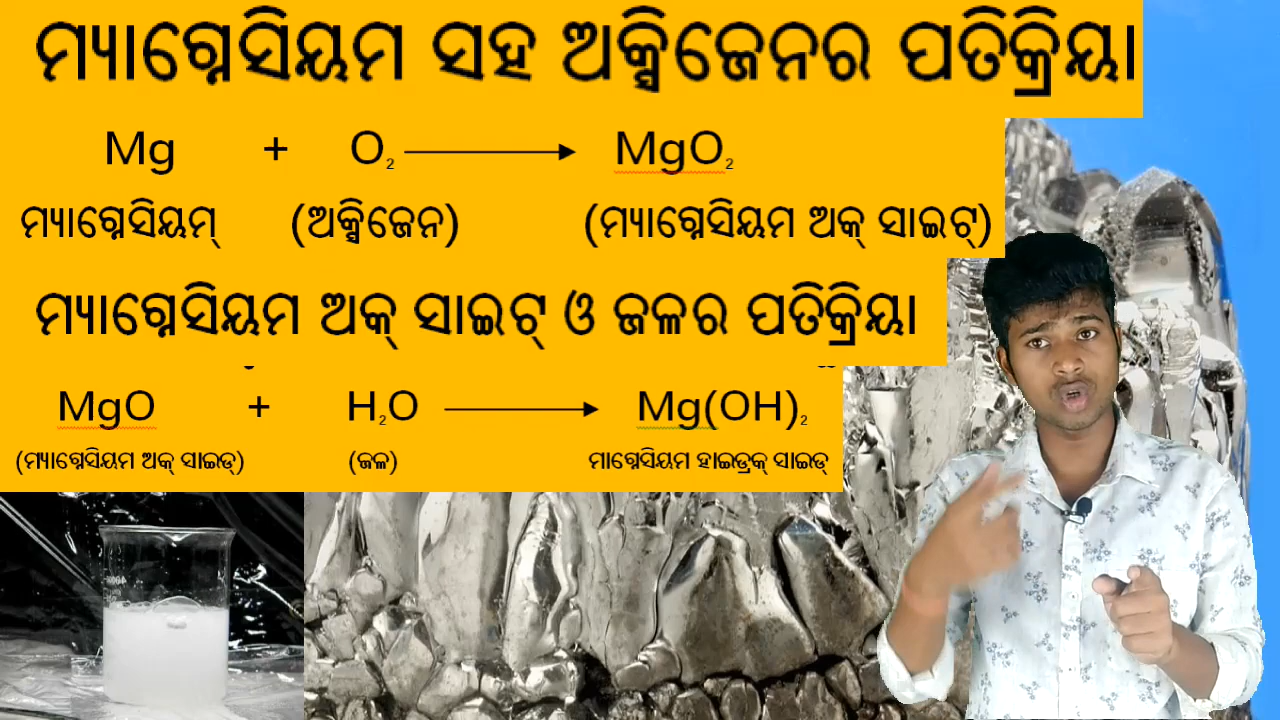 ମ୍ୟାଗ୍ନେସିୟମ ସହ ଅକ୍ସିଜେନର ପତିକ୍ରିୟା
Mg + O₂ → MgO₂
ମ୍ୟାଗ୍ନେସିୟମ୍ (ଅକ୍ସିଜେନ) (ମ୍ୟାଗ୍ନେସିୟମ ଅକ୍ ସାଇଟ୍)
ମ୍ୟାଗ୍ନେସିୟମ ଅକ୍ ସାଇଟ୍ ଓ ଜଳର ପତିକ୍ରିୟା
MgO + H₂O → Mg(OH)₂
(ମ୍ୟାଗ୍ନେସିୟମ ଅକ୍ ସାଇଡ୍) (ଜଳ) ମାଗ୍ନେସିୟମ ହାଇଡ୍ରକ୍ ସାଇଡ୍